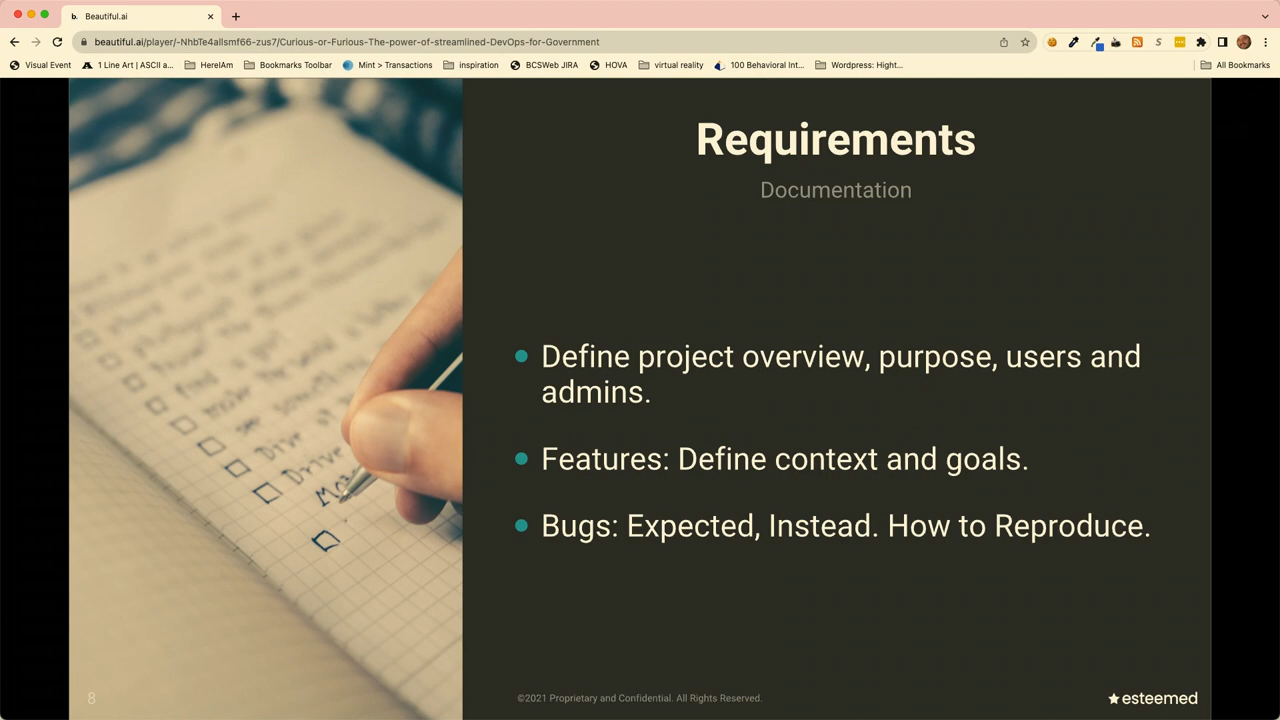 Beautiful.ai
beautiful.ai/player/-NhbTe4aIlsmf66-zus7/Curious-or-Furious-The-power-of-streamlined-DevOps-for-Government
Visual Event
1 Line Art | ASCII a...
HereIAm
Bookmarks Toolbar
Mint > Transactions
inspiration
BCSWeb JIRA
HOVA
virtual reality
100 Behavioral Int...
Wordpress: Hight...
All Bookmarks
Requirements
Documentation
Define project overview, purpose, users and
admins.
Features: Define context and goals.
Bugs: Expected, Instead. How to Reproduce.
8
©2021 Proprietary and Confidential. All Rights Reserved.
esteemed